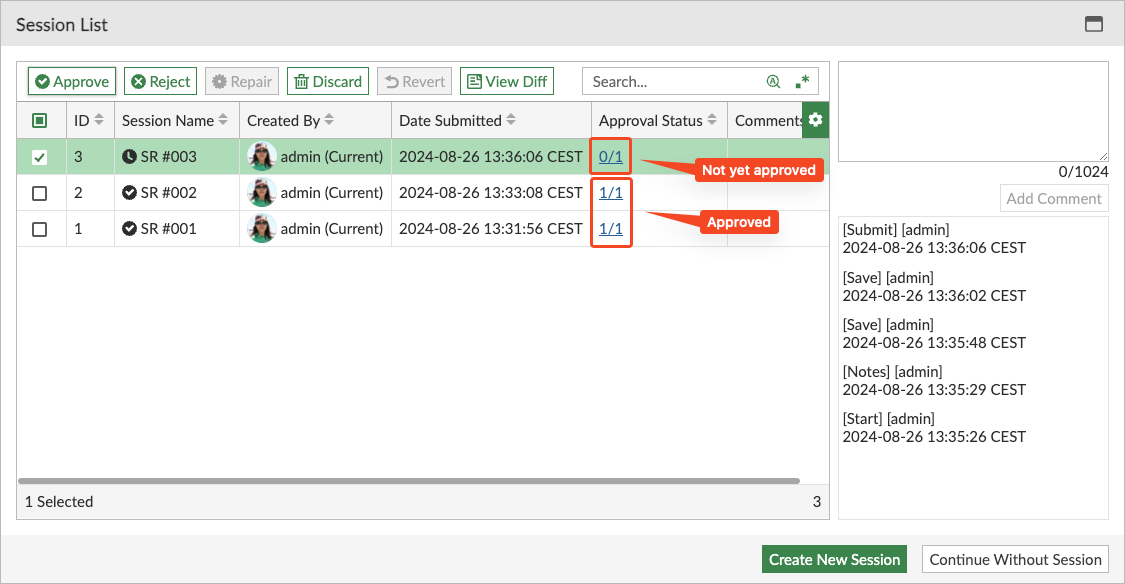 Session List
Approve Reject Repair Discard Revert View Diff Search...
ID Session Name Created By Date Submitted Approval Status Comments
3 SR #003 admin (Current) 2024-08-26 13:36:06 CEST 0/1
Not yet approved
2 SR #002 admin (Current) 2024-08-26 13:33:08 CEST 1/1
Approved
1 SR #001 admin (Current) 2024-08-26 13:31:56 CEST 1/1
1 Selected 3
0/1024
Add Comment
[Submit] [admin]
2024-08-26 13:36:06 CEST
[Save] [admin]
2024-08-26 13:36:02 CEST
[Save] [admin]
2024-08-26 13:35:48 CEST
[Notes] [admin]
2024-08-26 13:35:29 CEST
[Start] [admin]
2024-08-26 13:35:26 CEST
Create New Session Continue Without Session